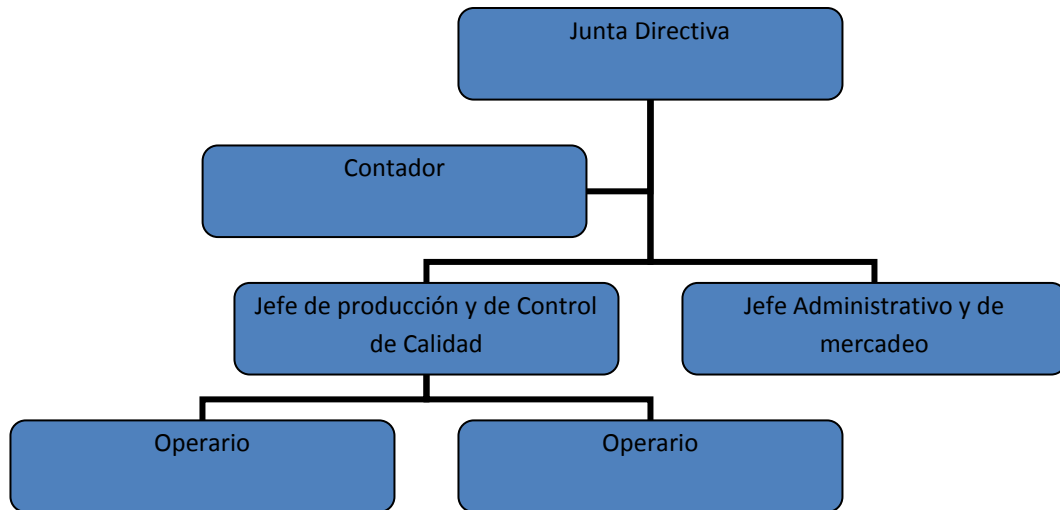 Junta Directiva
Contador
Jefe de producción y de Control
de Calidad
Jefe Administrativo y de
mercadeo
Operario
Operario